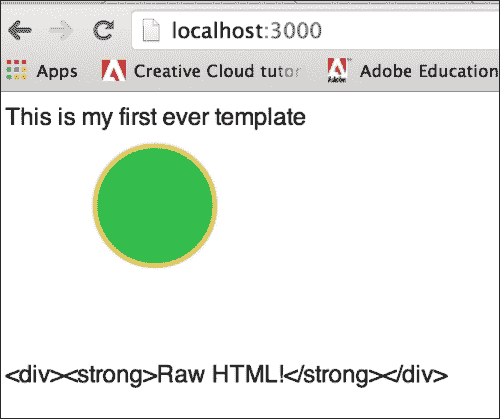 localhost:3000
Apps Creative Cloud tutor Adobe Education
This is my first ever template
<div><strong>Raw HTML!</strong></div>